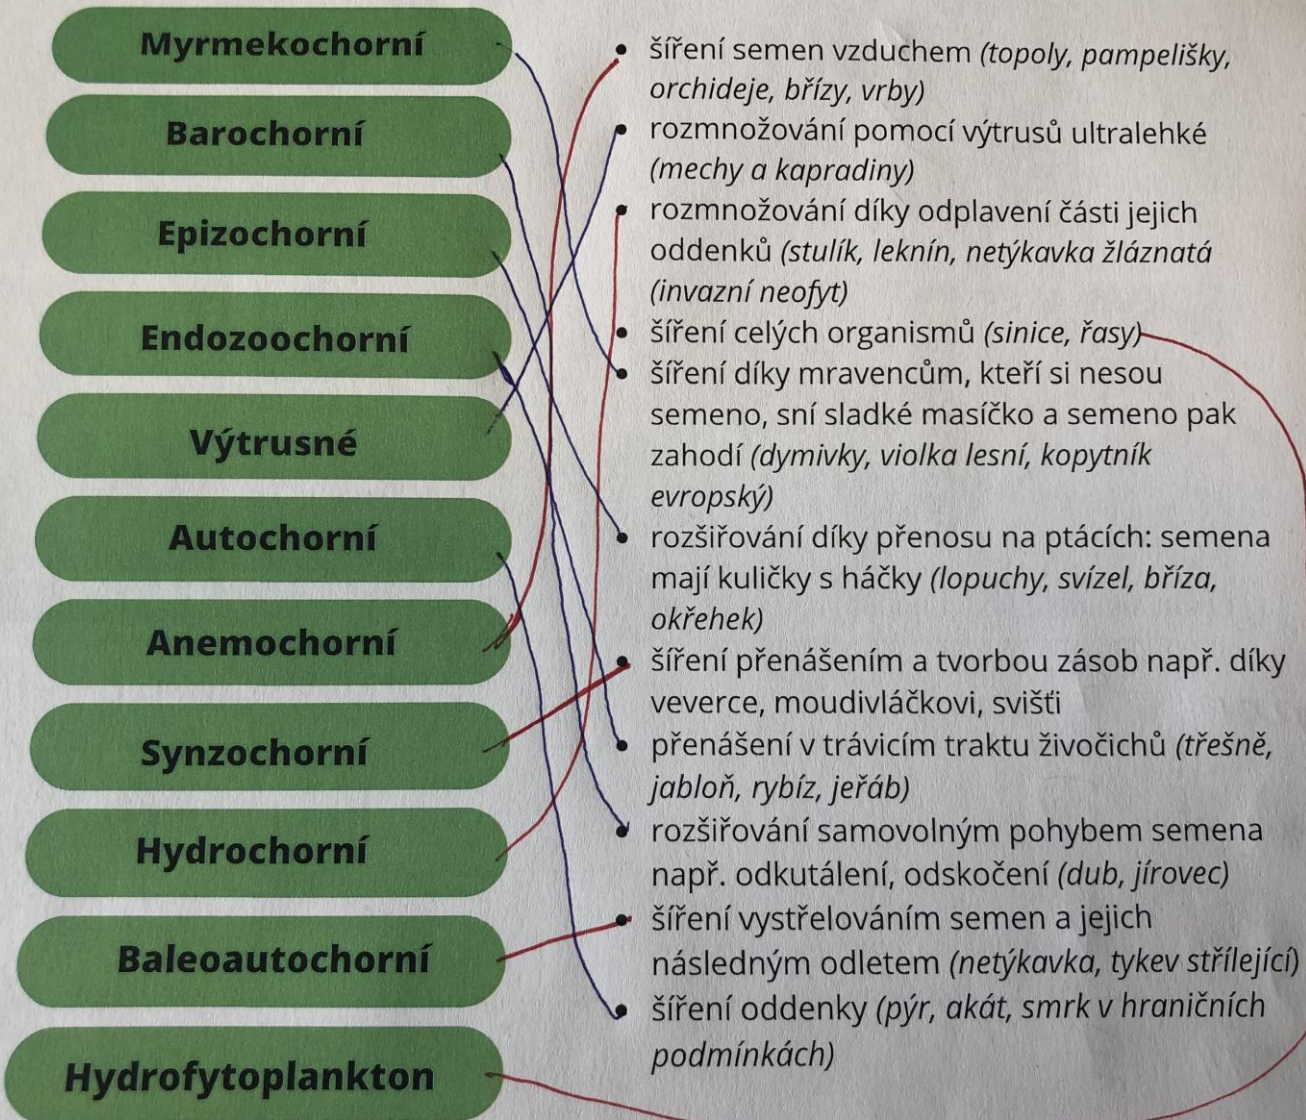 Myrmekochorní
Barochorní
Epizochorní
Endozoochorní
Výtrusné
Autochorní
Anemochorní
Synzochorní
Hydrochorní
Baleoautochorní
Hydrofytoplankton
• šíření semen vzduchem (topoly, pampelišky,
orchideje, břízy, vrby)
• rozmnožování pomocí výtrusů ultralehké
(mechy a kapradiny)
• rozmnožování díky odplavení části jejich
oddenků (stulík, leknín, netýkavka žláznatá
(invazní neofyt)
• šíření celých organismů (sinice, řasy)
• šíření díky mravencům, kteří si nesou
semeno, sní sladké masíčko a semeno pak
zahodí (dymivky, violka lesní, kopytník
evropský)
• rozšiřování díky přenosu na ptácích: semena
mají kuličky s háčky (lopuchy, svízel, bříza,
okřehek)
• šíření přenášením a tvorbou zásob např. díky
veverce, moudivláčkovi, svišťi
• přenášení v trávicím traktu živočichů (třešně,
jabloň, rybíz, jeřáb)
• rozšiřování samovolným pohybem semena
např. odkutálení, odskočení (dub, jírovec)
• šíření vystřelováním semen a jejich
následným odletem (netýkavka, tykev střílející)
• šíření oddenky (pýr, akát, smrk v hraničních
podmínkách)